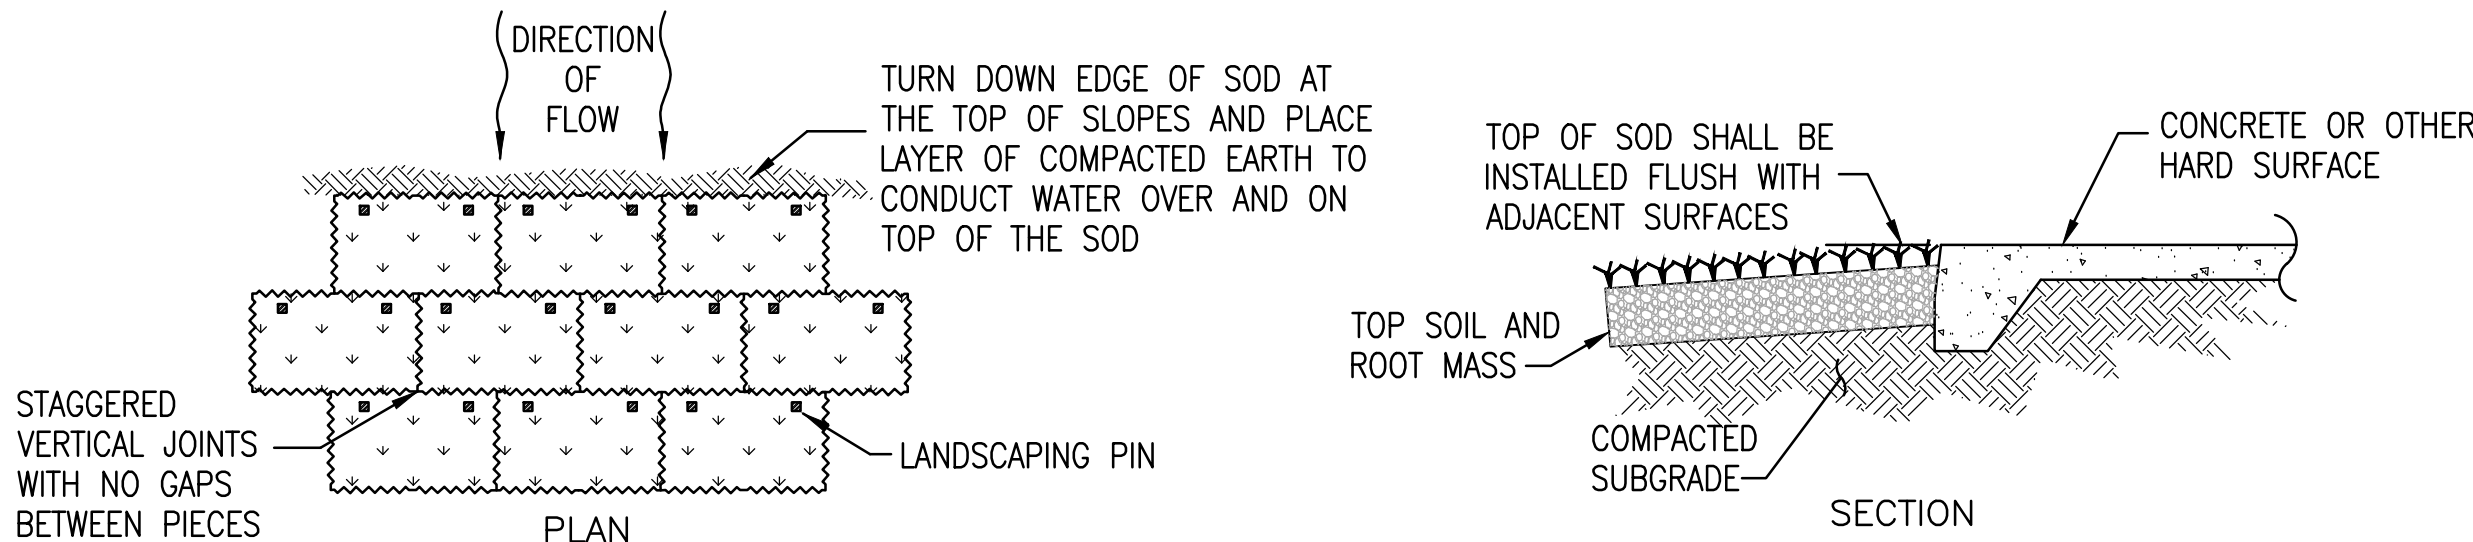 DIRECTION
OF
FLOW
TURN DOWN EDGE OF SOD AT
THE TOP OF SLOPES AND PLACE
LAYER OF COMPACTED EARTH TO
CONDUCT WATER OVER AND ON
TOP OF THE SOD
STAGGERED
VERTICAL JOINTS
WITH NO GAPS
BETWEEN PIECES
LANDSCAPING PIN
PLAN
TOP OF SOD SHALL BE
INSTALLED FLUSH WITH
ADJACENT SURFACES
CONCRETE OR OTHER
HARD SURFACE
TOP SOIL AND
ROOT MASS
COMPACTED
SUBGRADE
SECTION